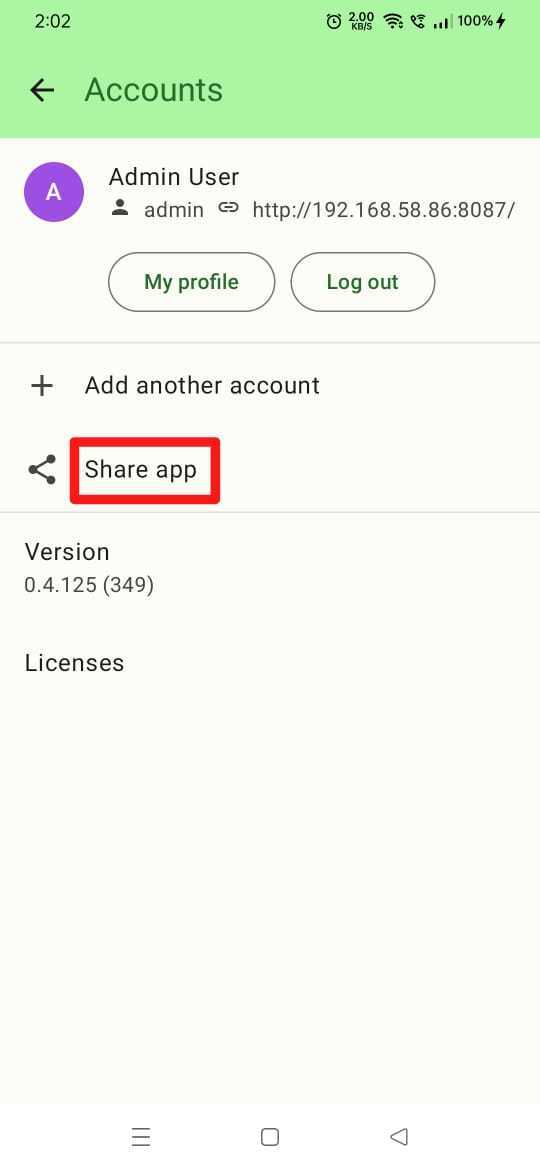 2:02
2.00
KB/S
100%
Accounts
A
Admin User
admin http://192.168.58.86:8087/
My profile
Log out
Add another account
Share app
Version
0.4.125 (349)
Licenses